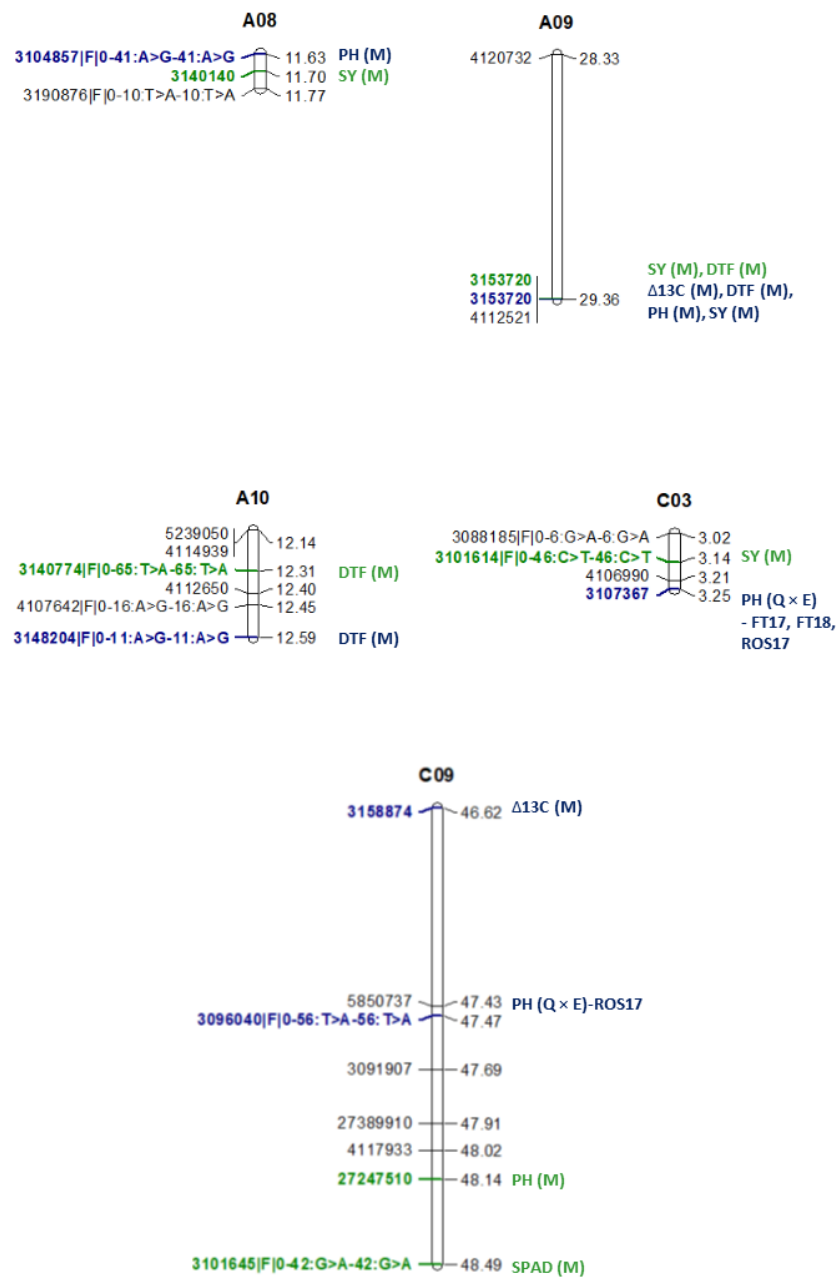 A08
3104857|F|0-41:A>G-41:A>G 11.63 PH (M)
3140140 11.70 SY (M)
3190876|F|0-10:T>A-10:T>A 11.77
A09
4120732 28.33
3153720 SY (M), DTF (M)
3153720 29.36 Δ13C (M), DTF (M),
4112521 PH (M), SY (M)
A10
5239050
4114939 12.14
3140774|F|0-65:T>A-65:T>A 12.31 DTF (M)
4112650 12.40
4107642|F|0-16:A>G-16:A>G 12.45
3148204|F|0-11:A>G-11:A>G 12.59 DTF (M)
C03
3088185|F|0-6:G>A-6:G>A 3.02
3101614|F|0-46:C>T-46:C>T 3.14 SY (M)
4106990 3.21
3107367 3.25 PH (Q × E)
- FT17, FT18,
ROS17
C09
3158874 46.62 Δ13C (M)
5850737 47.43 PH (Q × E)-ROS17
3096040|F|0-56:T>A-56:T>A 47.47
3091907 47.69
27389910 47.91
4117933 48.02
27247510 48.14 PH (M)
3101645|F|0-42:G>A-42:G>A 48.49 SPAD (M)